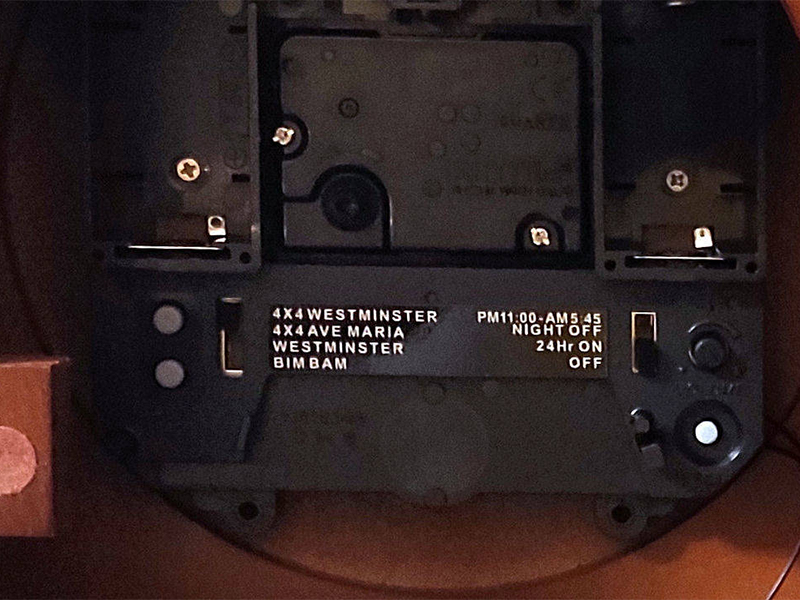 4X4 WESTMINSTER
4X4 AVE MARIA
WESTMINSTER
BIM BAM
PM11:00-AM5:45
NIGHT OFF
24Hr ON
OFF